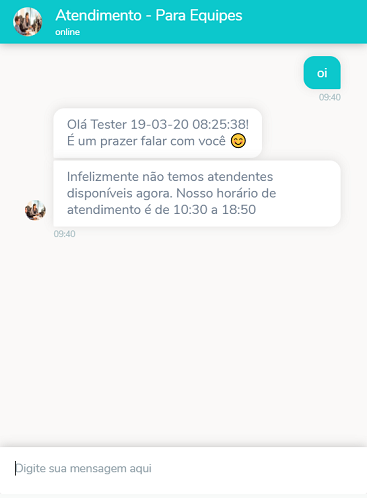 Atendimento - Para Equipes
online
oi
09:40
Olá Tester 19-03-20 08:25:38!
É um prazer falar com você 😊
Infelizmente não temos atendentes
disponíveis agora. Nosso horário de
atendimento é de 10:30 a 18:50
09:40
Digite sua mensagem aqui